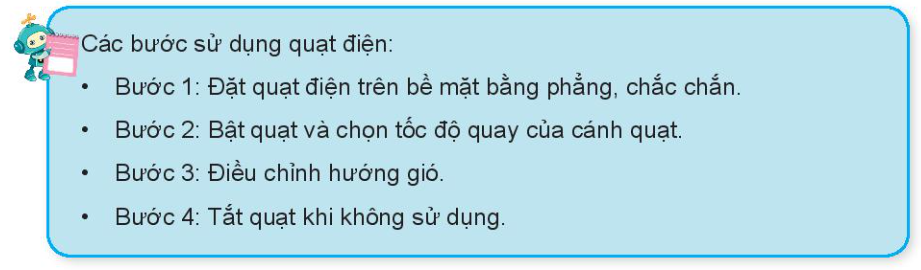 Các bước sử dụng quạt điện:
• Bước 1: Đặt quạt điện trên bề mặt bằng phẳng, chắc chắn.
• Bước 2: Bật quạt và chọn tốc độ quay của cánh quạt.
• Bước 3: Điều chỉnh hướng gió.
• Bước 4: Tắt quạt khi không sử dụng.